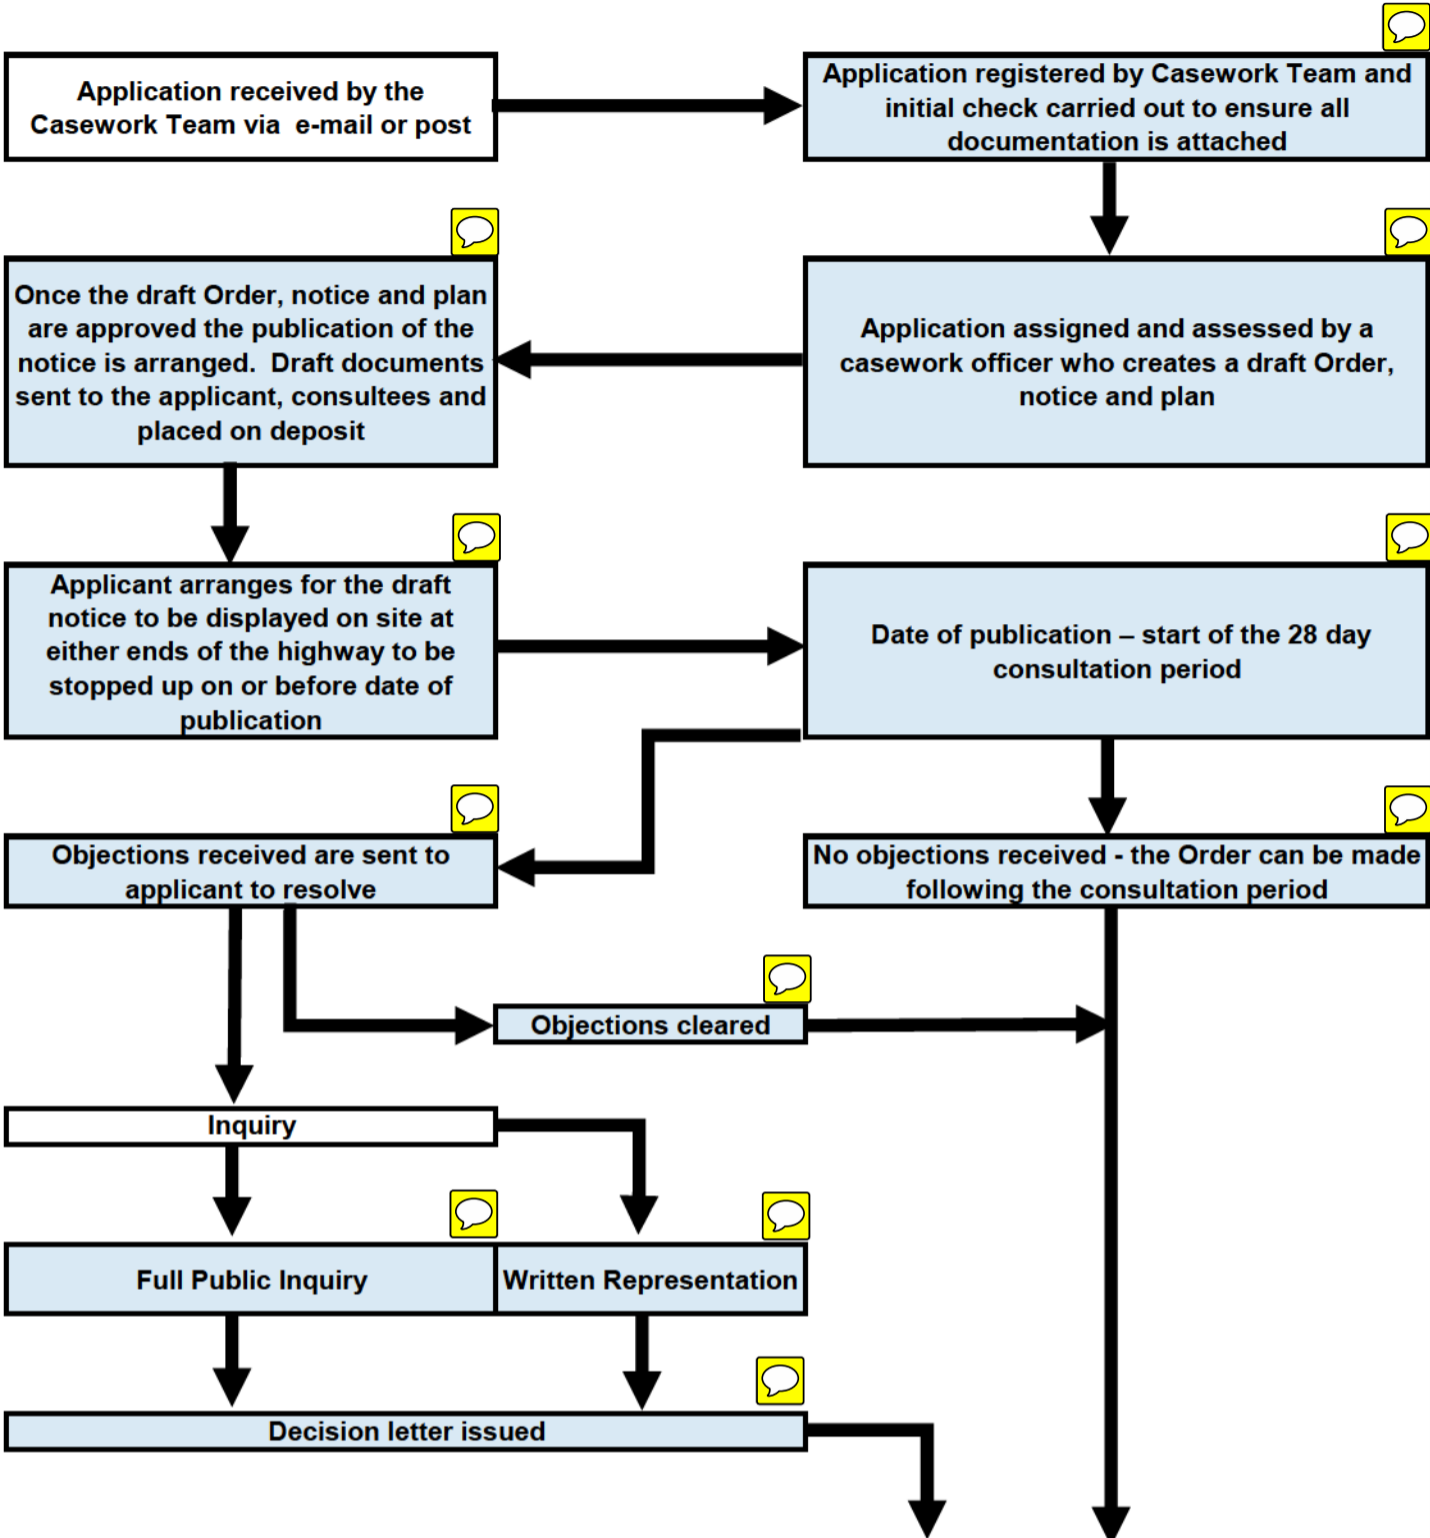 Application received by the
Casework Team via e-mail or post
Application registered by Casework Team and
initial check carried out to ensure all
documentation is attached
Application assigned and assessed by a
casework officer who creates a draft Order,
notice and plan
Once the draft Order, notice and plan
are approved the publication of the
notice is arranged. Draft documents
sent to the applicant, consultees and
placed on deposit
Applicant arranges for the draft
notice to be displayed on site at
either ends of the highway to be
stopped up on or before date of
publication
Date of publication – start of the 28 day
consultation period
Objections received are sent to
applicant to resolve
No objections received - the Order can be made
following the consultation period
Objections cleared
Inquiry
Full Public Inquiry
Written Representation
Decision letter issued